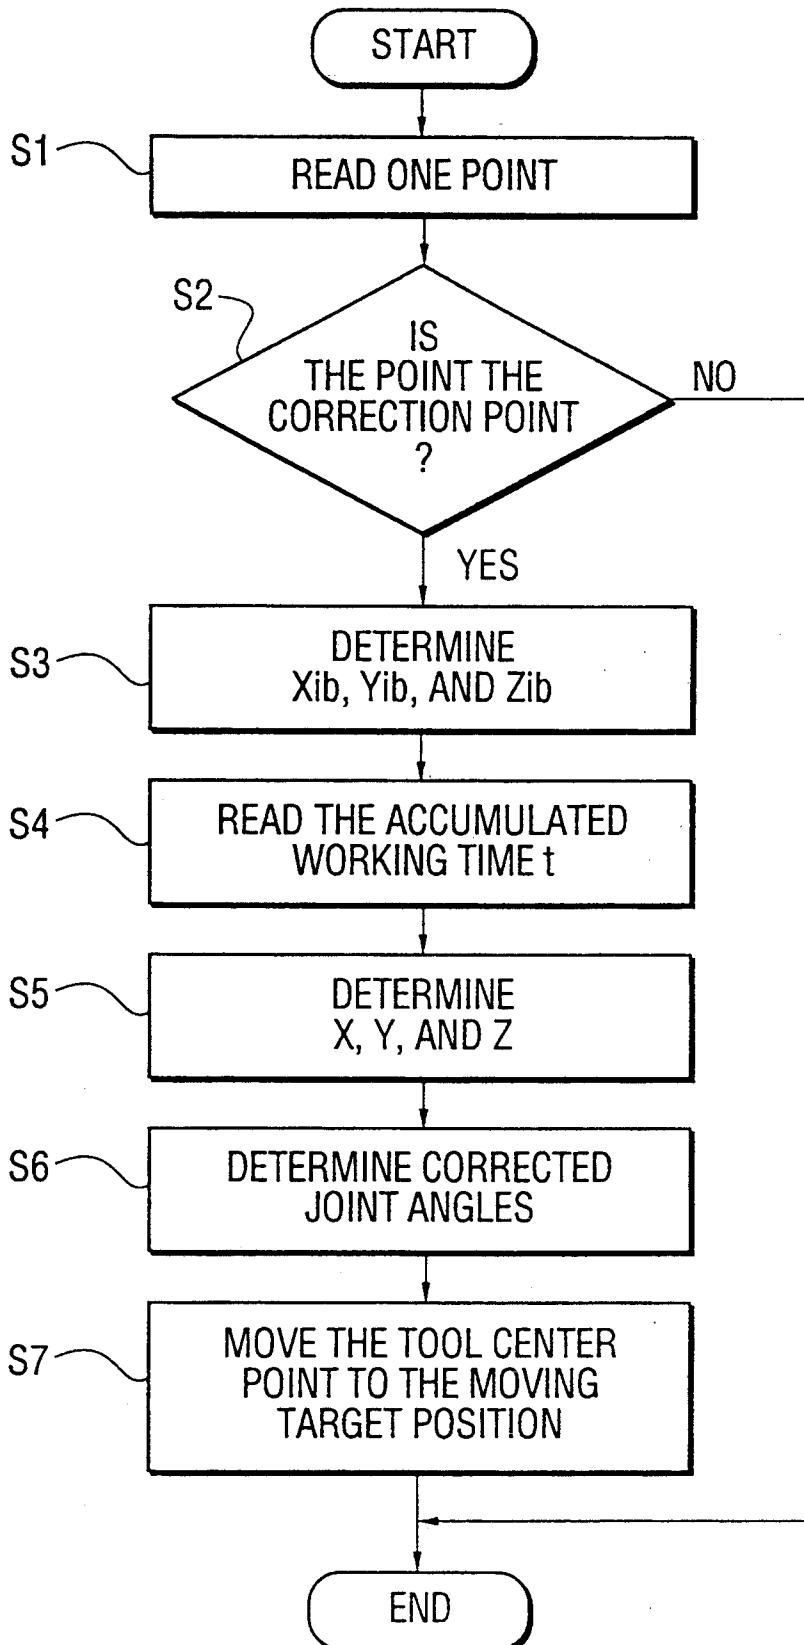 START
S1
READ ONE POINT
S2
IS
THE POINT THE
CORRECTION POINT
?
NO
YES
S3
DETERMINE
Xib, Yib, AND Zib
S4
READ THE ACCUMULATED
WORKING TIME t
S5
DETERMINE
X, Y, AND Z
S6
DETERMINE CORRECTED
JOINT ANGLES
S7
MOVE THE TOOL CENTER
POINT TO THE MOVING
TARGET POSITION
END